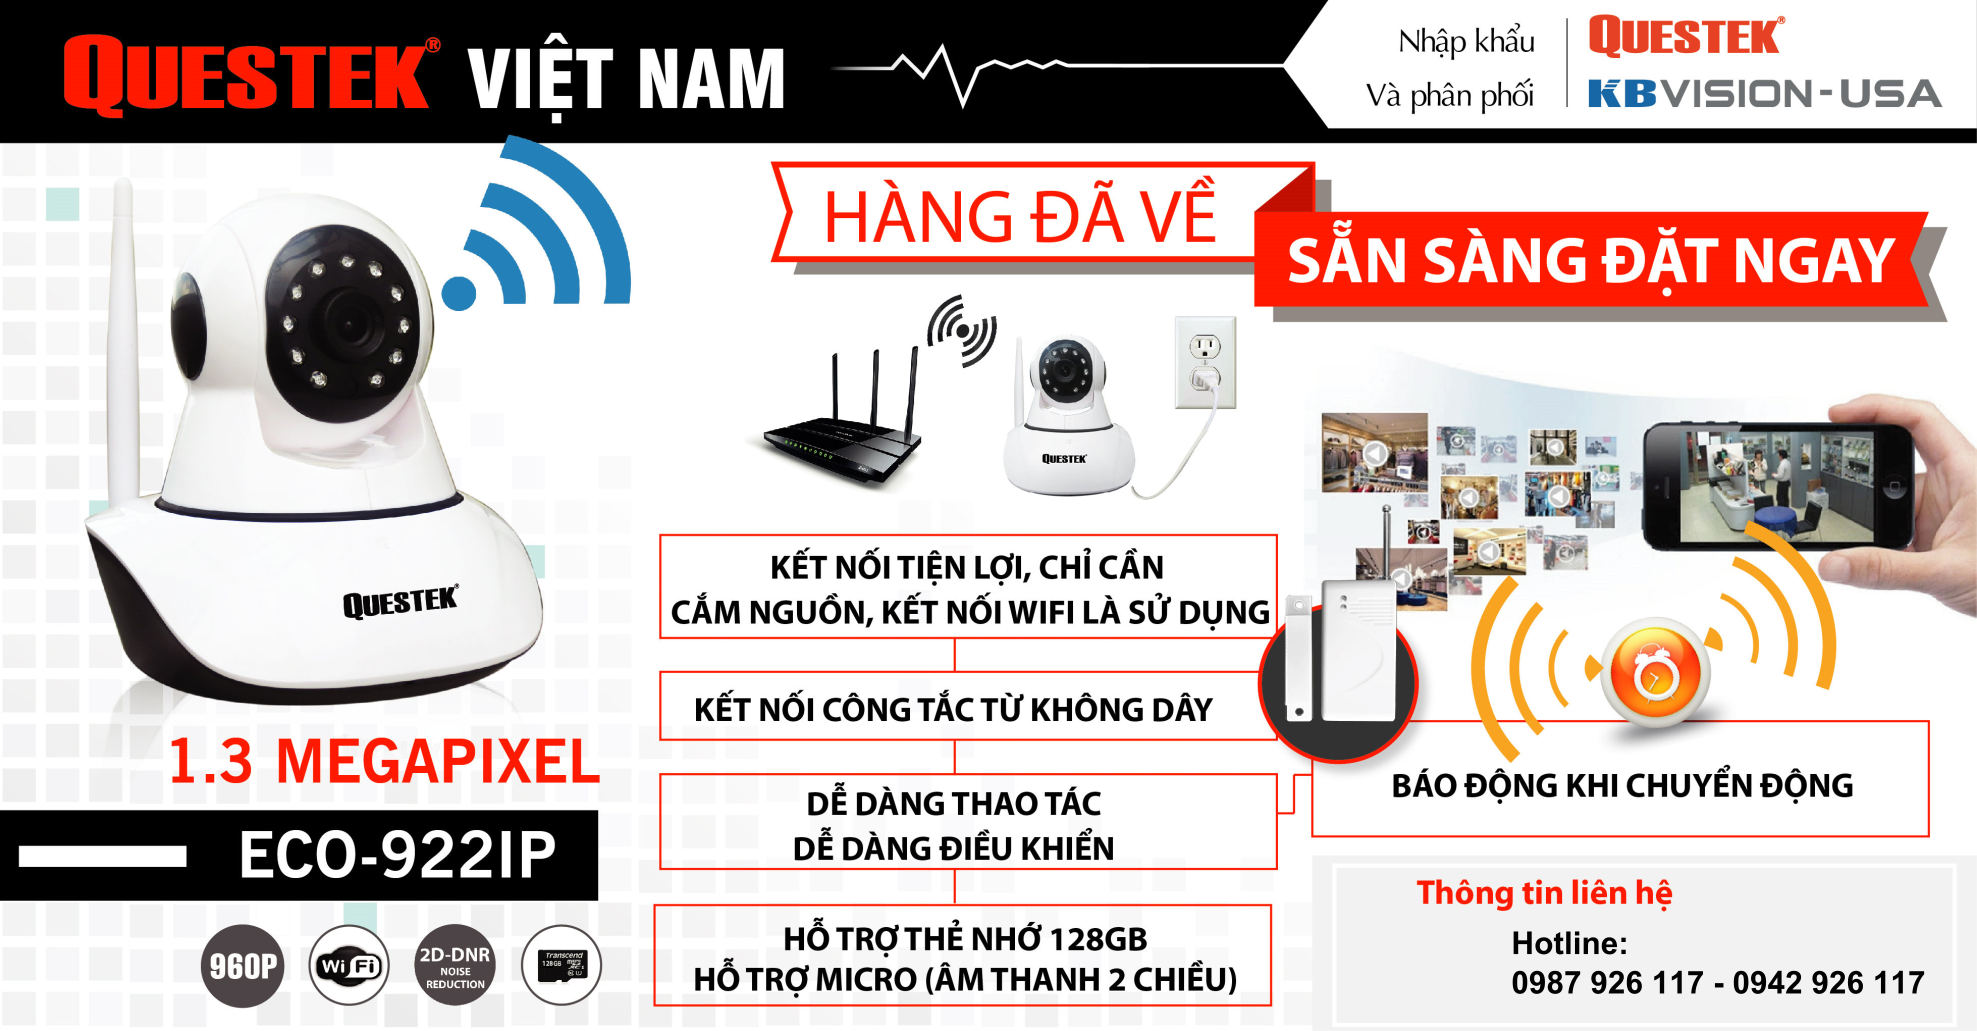 QUESTEK® VIỆT NAM
Nhập khẩu
Và phân phối
QUESTEK®
KBVISION-USA
HÀNG ĐÃ VỀ
SẴN SÀNG ĐẶT NGAY
QUESTEK
QUESTEK®
1.3 MEGAPIXEL
ECO-922IP
960P
Wi Fi
2D-DNR
NOISE
REDUCTION
Transcend
128GB
KẾT NỐI TIỆN LỢI, CHỈ CẦN
CẮM NGUỒN, KẾT NỐI WIFI LÀ SỬ DỤNG
KẾT NỐI CÔNG TẮC TỪ KHÔNG DÂY
DỄ DÀNG THAO TÁC
DỄ DÀNG ĐIỀU KHIỂN
HỖ TRỢ THẺ NHỚ 128GB
HỖ TRỢ MICRO (ÂM THANH 2 CHIỀU)
BÁO ĐỘNG KHI CHUYỂN ĐỘNG
Thông tin liên hệ
Hotline:
0987 926 117 - 0942 926 117